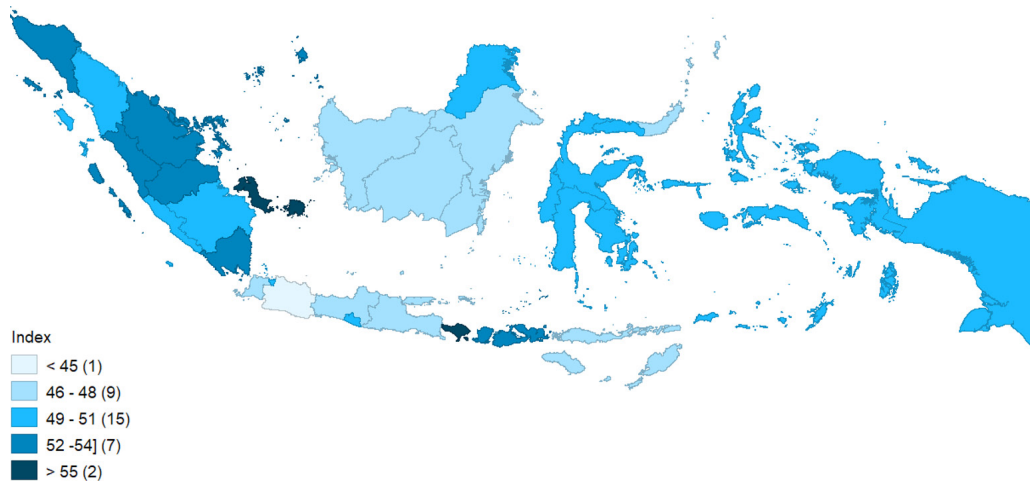 Index
< 45 (1)
46 - 48 (9)
49 - 51 (15)
52 -54] (7)
> 55 (2)